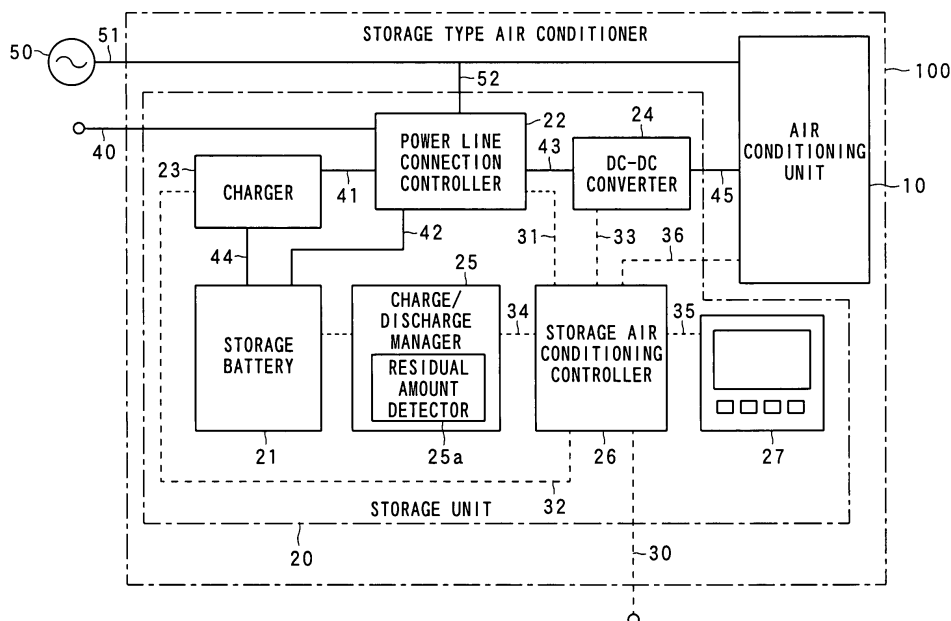 51
50
STORAGE TYPE AIR CONDITIONER
100
52
40
22
24
POWER LINE
CONNECTION
CONTROLLER
43
DC-DC
CONVERTER
AIR
CONDITIONING
UNIT
23
CHARGER
41
45
10
42
31
33
36
44
25
STORAGE
BATTERY
CHARGE/
DISCHARGE
MANAGER
34
STORAGE AIR
CONDITIONING
CONTROLLER
35
RESIDUAL
AMOUNT
DETECTOR
21
25a
26
27
32
STORAGE UNIT
20
30